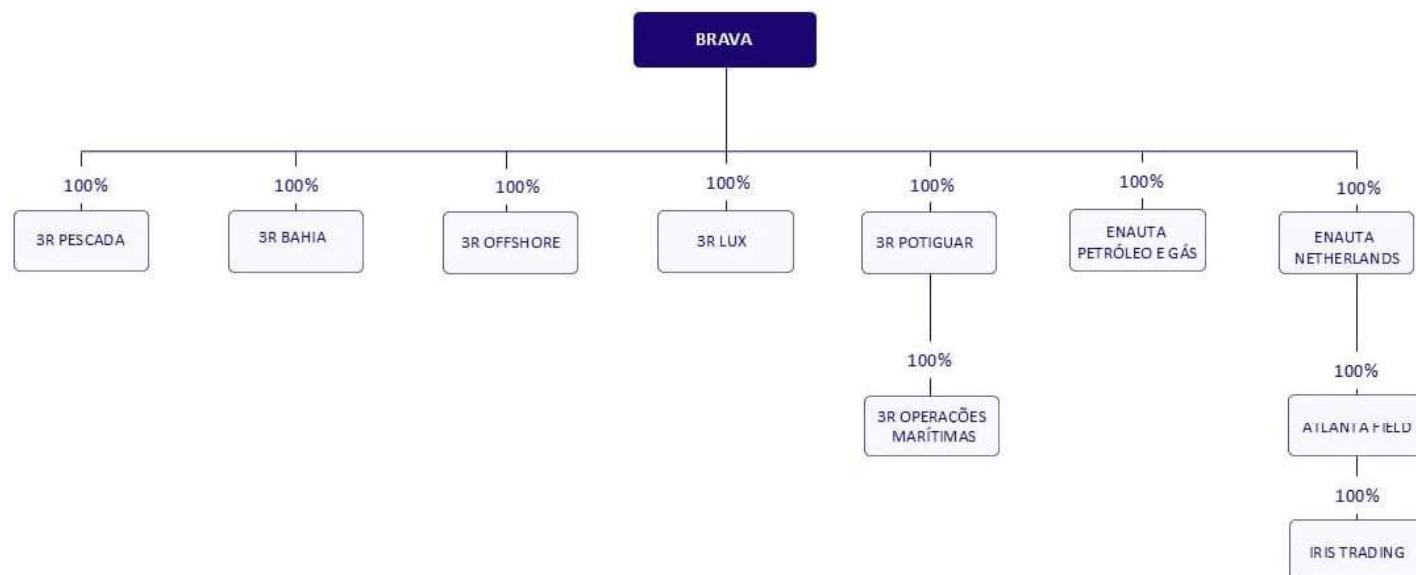 BRAVA
100%
100%
100%
100%
100%
100%
100%
3R PESCADA
3R BAHIA
3R OFFSHORE
3R LUX
3R POTIGUAR
ENAUTA
PETRÓLEO E GÁS
ENAUTA
NETHERLANDS
100%
100%
3R OPERAÇÕES
MARÍTIMAS
ATLANTA FIELD
100%
IRIS TRADING